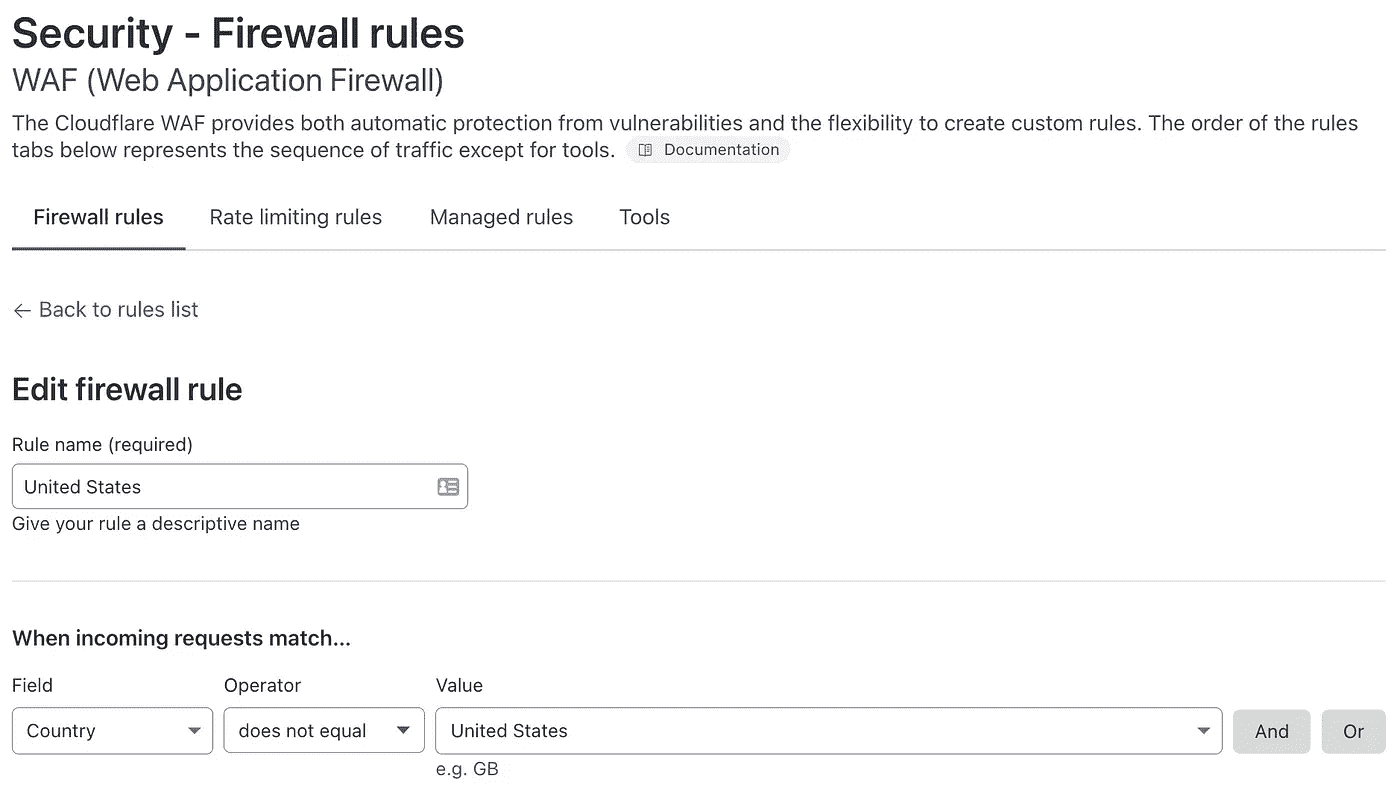 Security - Firewall rules
WAF (Web Application Firewall)
The Cloudflare WAF provides both automatic protection from vulnerabilities and the flexibility to create custom rules. The order of the rules
tabs below represents the sequence of traffic except for tools. Documentation
Firewall rules Rate limiting rules Managed rules Tools
← Back to rules list
Edit firewall rule
Rule name (required)
United States
Give your rule a descriptive name
When incoming requests match...
Field Operator Value
Country does not equal United States And Or
e.g. GB